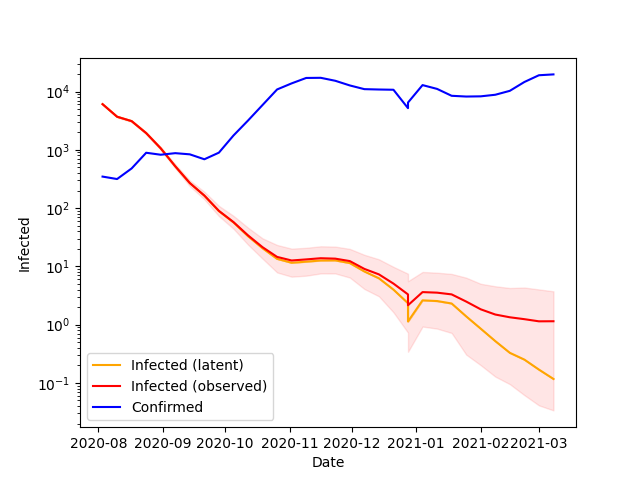 10⁴
10³
10²
10¹
10⁰
10⁻¹
Infected
Infected (latent)
Infected (observed)
Confirmed
2020-08 2020-09 2020-10 2020-11 2020-12 2021-01 2021-02 2021-03
Date